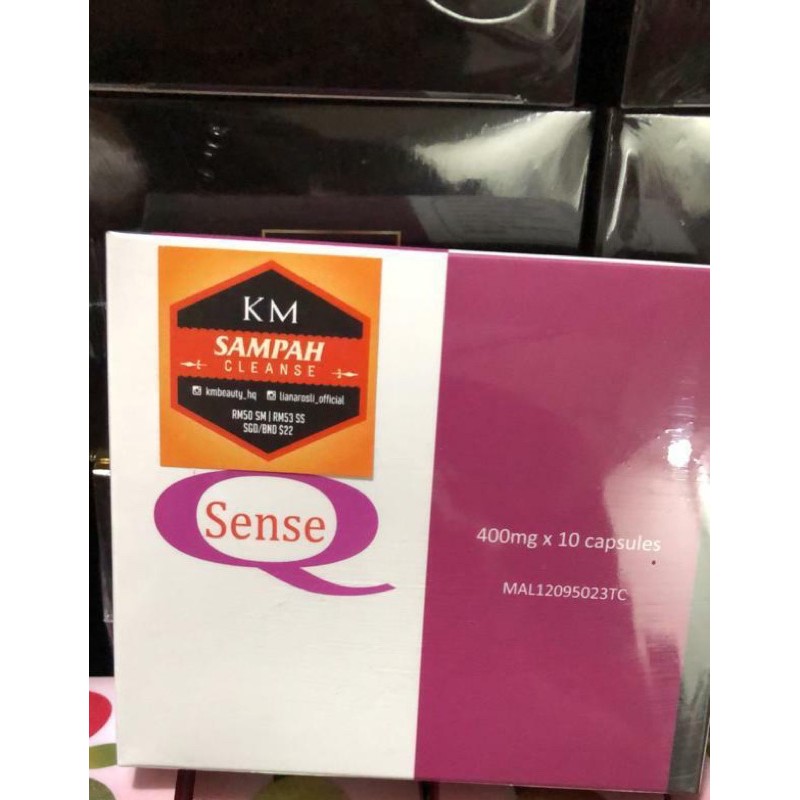 KM
SAMPAH
CLEANSE
kmbeauty_hq lianarosli_official
RM50 SM | RM53 SS
SGD/BND $22
Q
Sense
400mg x 10 capsules
MAL12095023TC